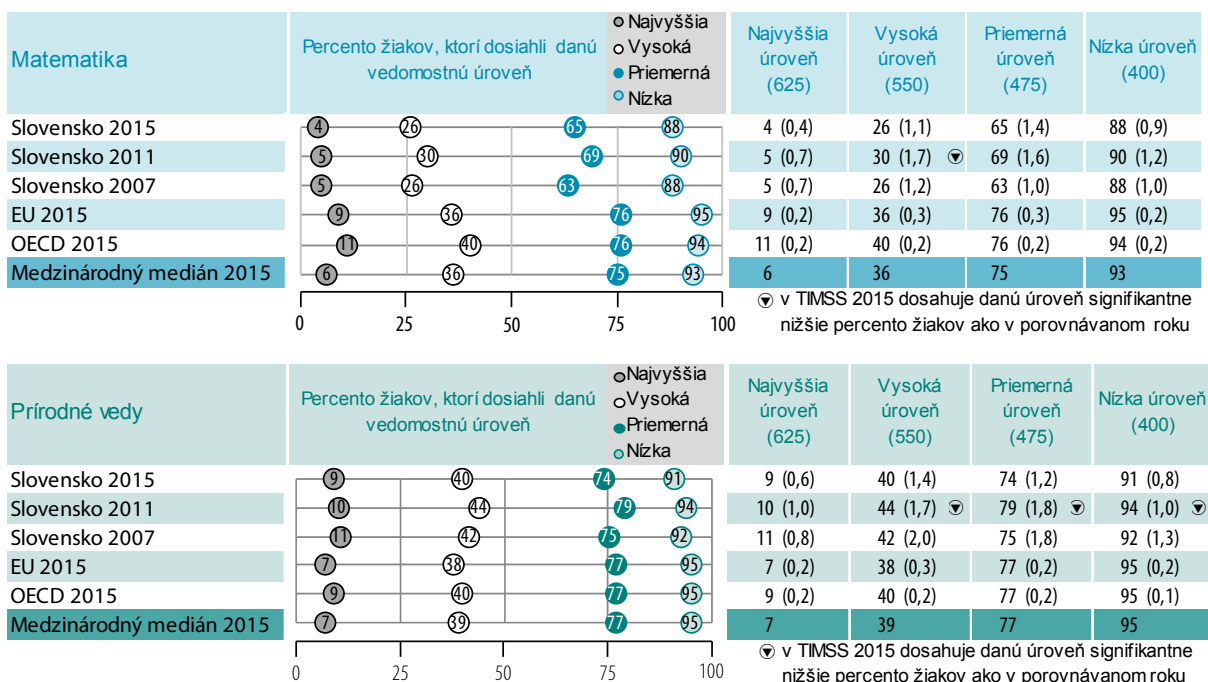 Matematika
Percento žiakov, ktorí dosiahli danú
vedomostnú úroveň
Najvyššia
Vysoká
Priemerná
Nízka
Najvyššia
úroveň
(625)
Vysoká
úroveň
(550)
Priemerná
úroveň
(475)
Nízka úroveň
(400)
Slovensko 2015 4 26 65 88 4 (0,4) 26 (1,1) 65 (1,4) 88 (0,9)
Slovensko 2011 5 30 69 90 5 (0,7) 30 (1,7) 69 (1,6) 90 (1,2)
Slovensko 2007 5 26 63 88 5 (0,7) 26 (1,2) 63 (1,0) 88 (1,0)
EU 2015 9 36 76 95 9 (0,2) 36 (0,3) 76 (0,3) 95 (0,2)
OECD 2015 11 40 76 94 11 (0,2) 40 (0,2) 76 (0,2) 94 (0,2)
Medzinárodný medián 2015 6 36 75 93 6 36 75 93
0 25 50 75 100
v TIMSS 2015 dosahuje danú úroveň signifikantne
nižšie percento žiakov ako v porovnávanom roku
Prírodné vedy
Percento žiakov, ktorí dosiahli danú
vedomostnú úroveň
Najvyššia
Vysoká
Priemerná
Nízka
Najvyššia
úroveň
(625)
Vysoká
úroveň
(550)
Priemerná
úroveň
(475)
Nízka úroveň
(400)
Slovensko 2015 9 40 74 91 9 (0,6) 40 (1,4) 74 (1,2) 91 (0,8)
Slovensko 2011 10 44 79 94 10 (1,0) 44 (1,7) 79 (1,8) 94 (1,0)
Slovensko 2007 11 42 75 92 11 (0,8) 42 (2,0) 75 (1,8) 92 (1,3)
EU 2015 7 38 77 95 7 (0,2) 38 (0,3) 77 (0,2) 95 (0,2)
OECD 2015 9 40 77 95 9 (0,2) 40 (0,2) 77 (0,2) 95 (0,1)
Medzinárodný medián 2015 7 39 77 95 7 39 77 95
0 25 50 75 100
v TIMSS 2015 dosahuje danú úroveň signifikantne
nižšie percento žiakov ako v porovnávanom roku